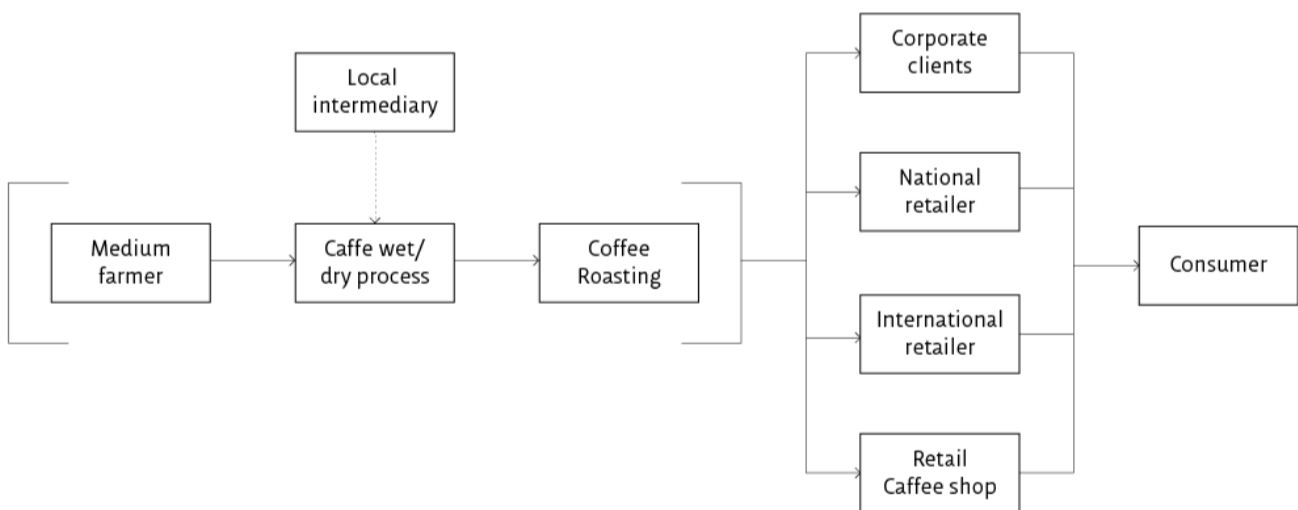 Corporate
clients
Local
intermediary
National
retailer
Medium
farmer
Caffe wet/
dry process
Coffee
Roasting
Consumer
International
retailer
Retail
Caffee shop